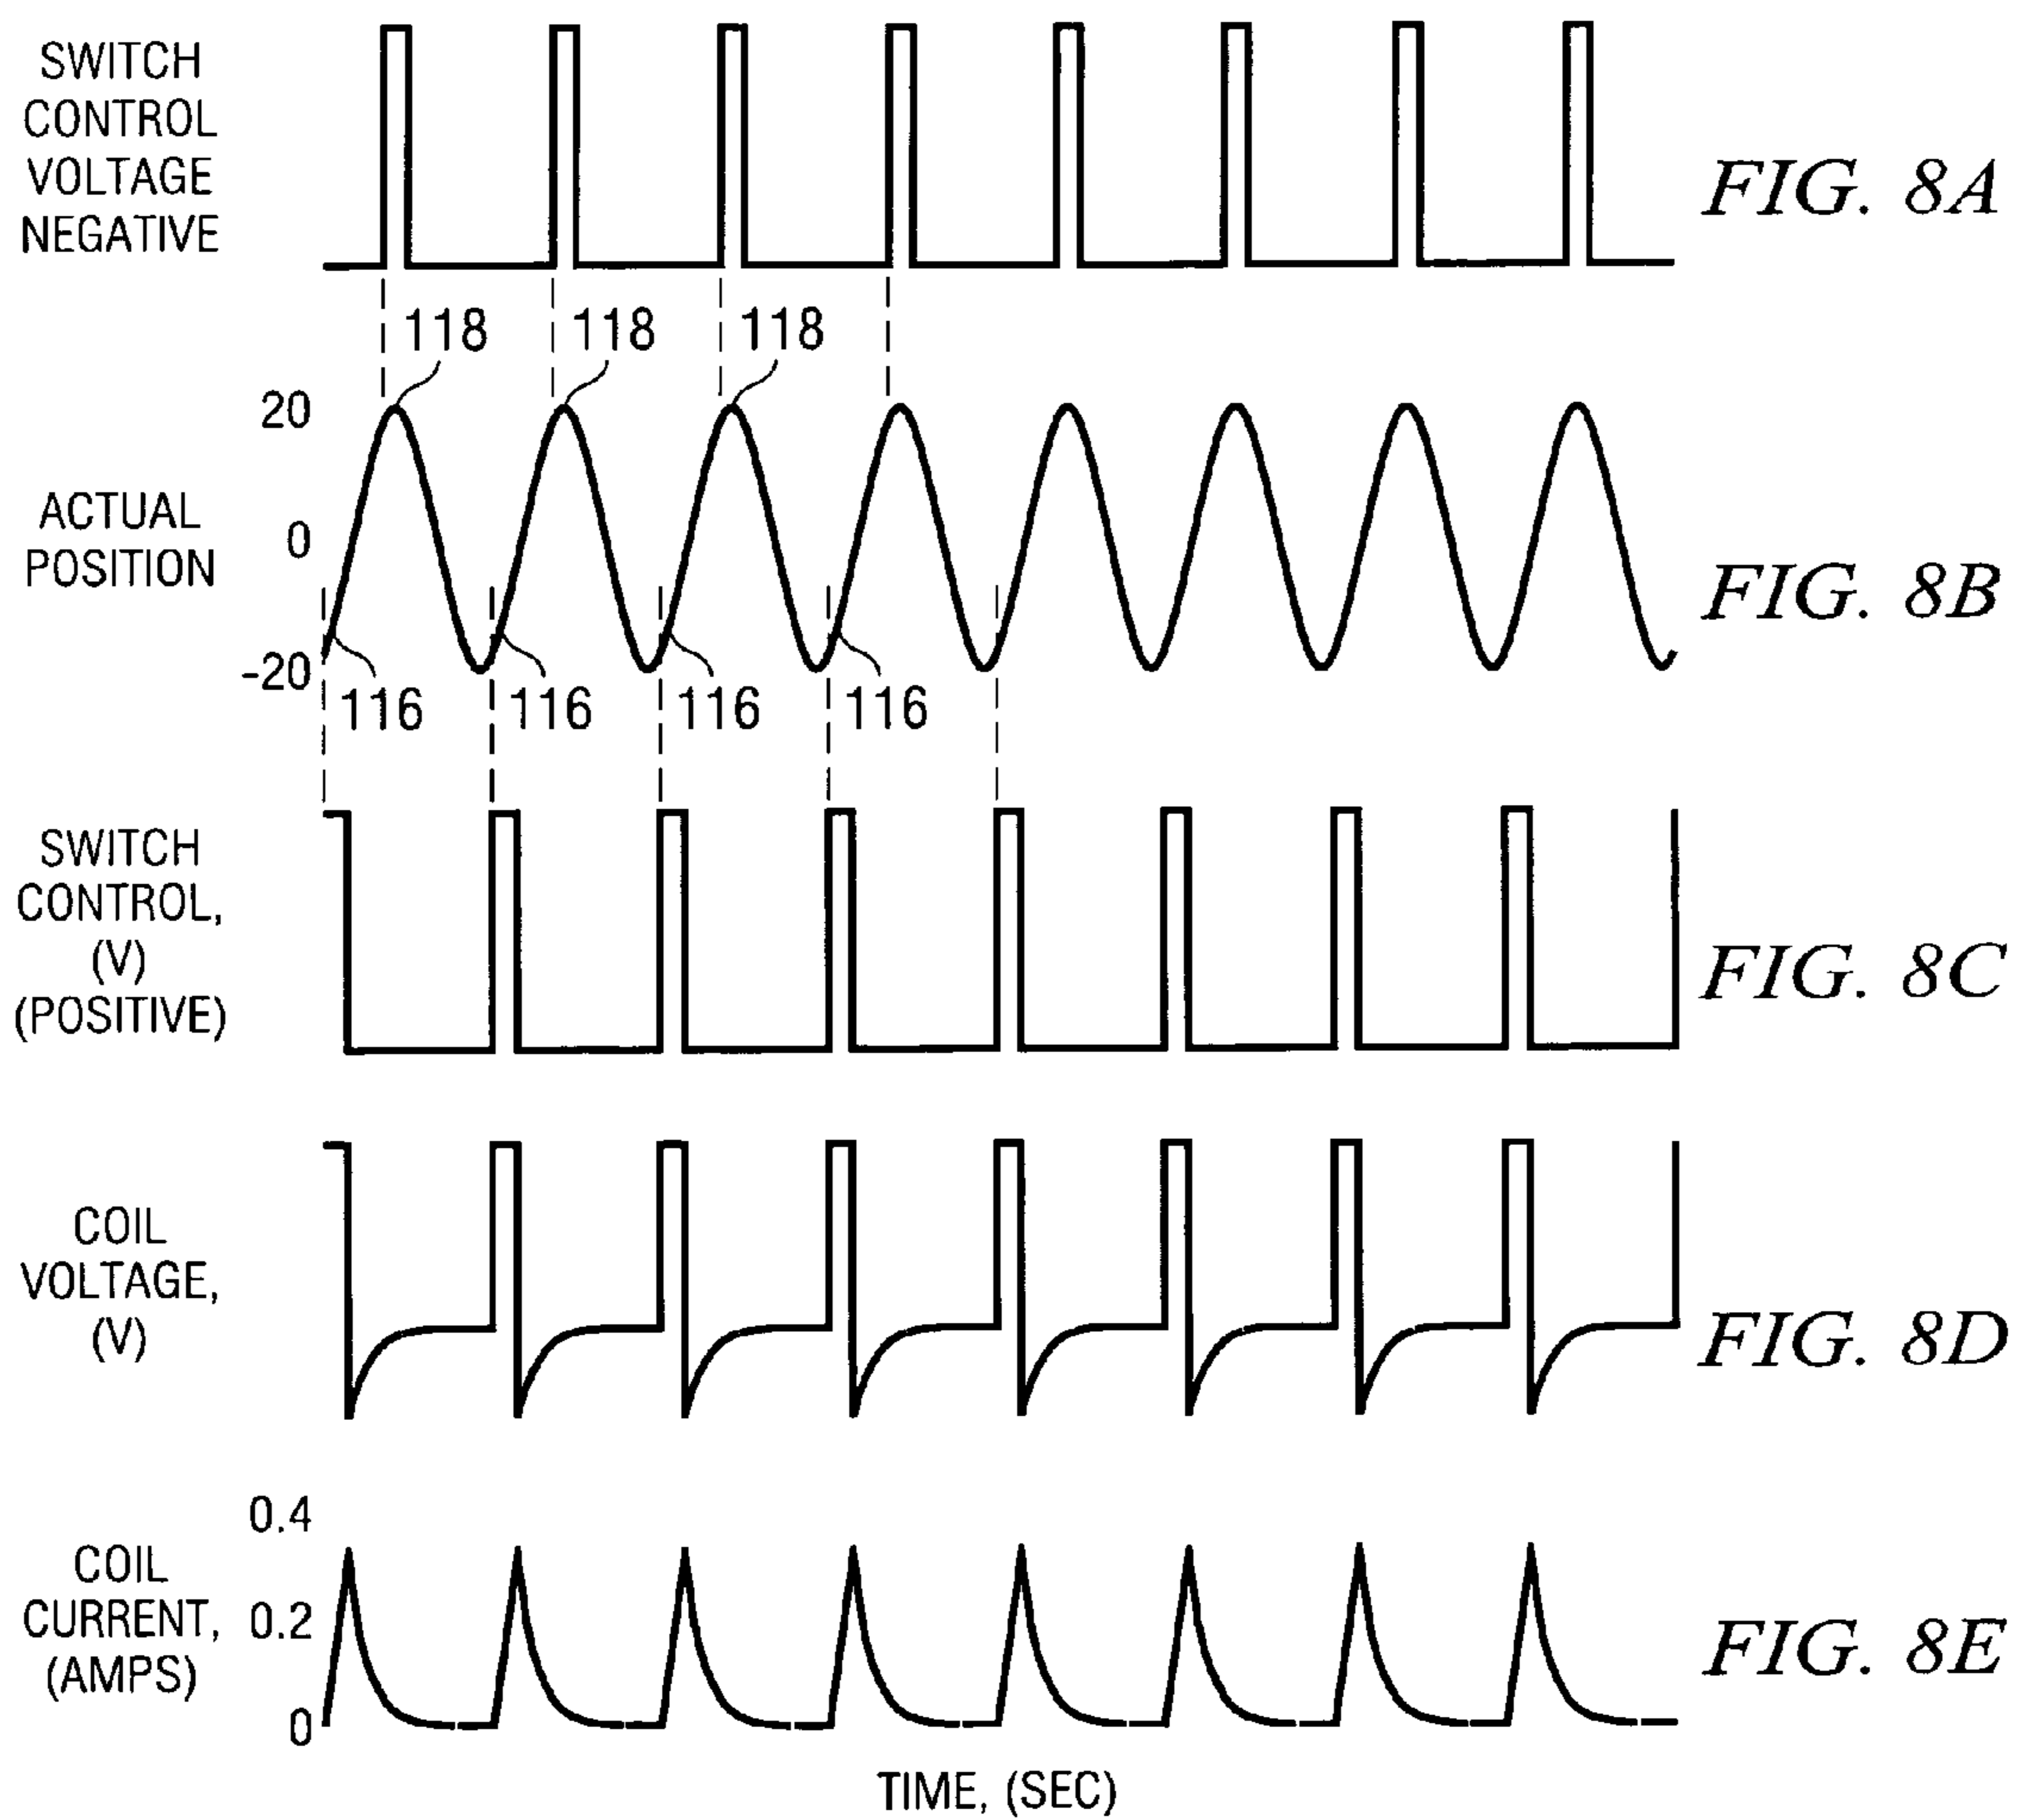 SWITCH
CONTROL
VOLTAGE
NEGATIVE
FIG. 8A
118 118 118
20
ACTUAL
POSITION
0
-20
FIG. 8B
116 116 116 116
SWITCH
CONTROL,
(V)
(POSITIVE)
FIG. 8C
COIL
VOLTAGE,
(V)
FIG. 8D
0.4
COIL
CURRENT,
(AMPS)
0.2
0
FIG. 8E
TIME, (SEC)